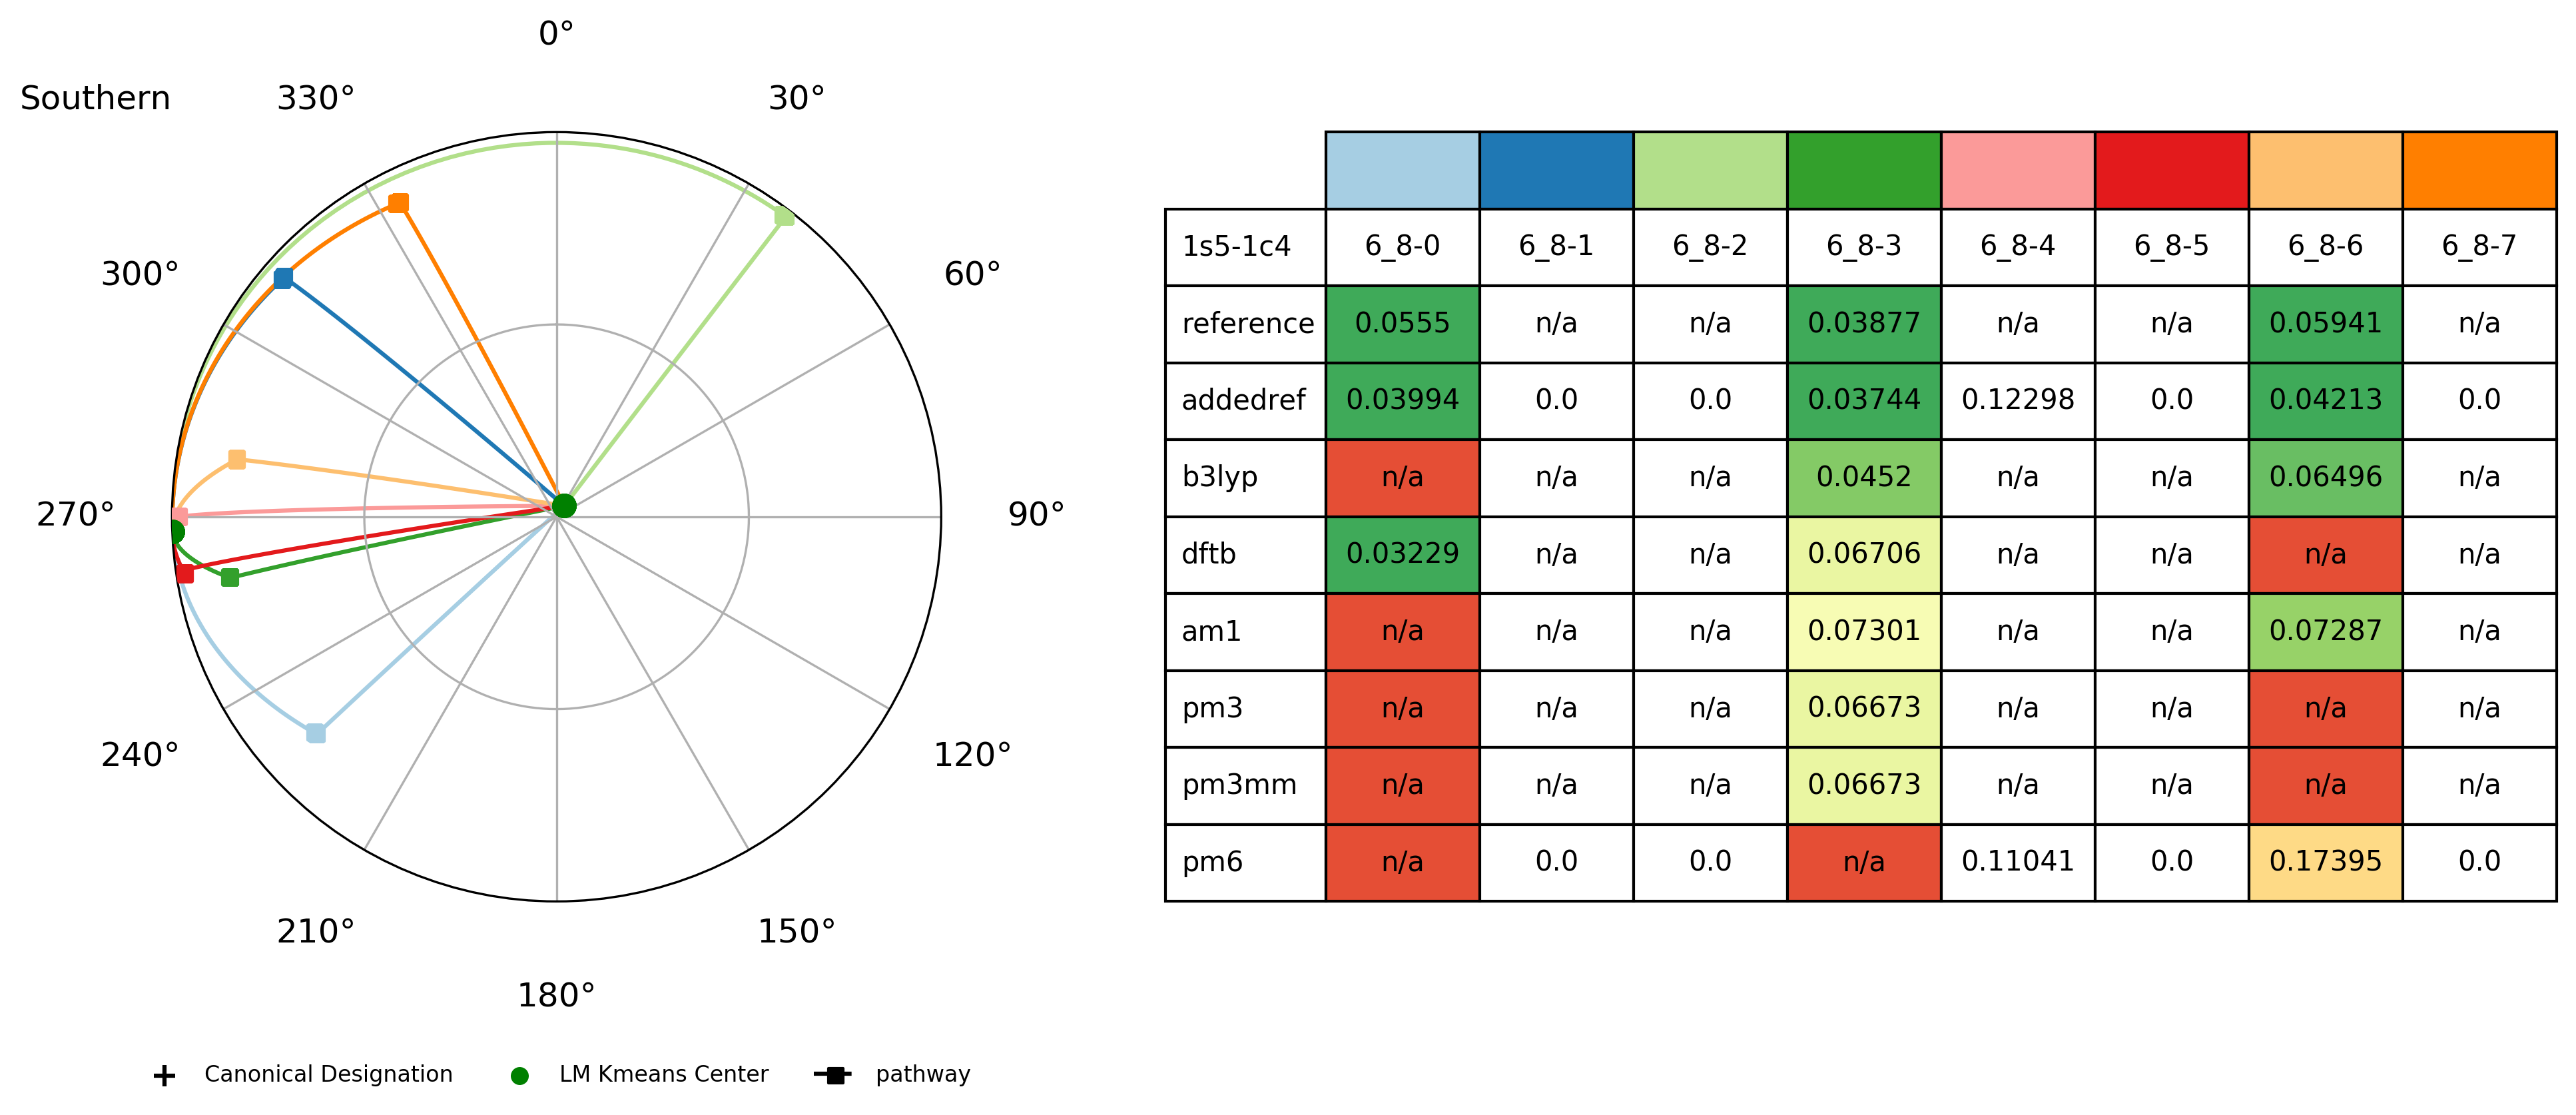 0°
Southern
330°
30°
300°
60°
270°
90°
240°
120°
210°
150°
180°
Canonical Designation
LM Kmeans Center
pathway
1s5-1c4 6_8-0 6_8-1 6_8-2 6_8-3 6_8-4 6_8-5 6_8-6 6_8-7
reference 0.0555 n/a n/a 0.03877 n/a n/a 0.05941 n/a
addedref 0.03994 0.0 0.0 0.03744 0.12298 0.0 0.04213 0.0
b3lyp n/a n/a n/a 0.0452 n/a n/a 0.06496 n/a
dftb 0.03229 n/a n/a 0.06706 n/a n/a n/a n/a
am1 n/a n/a n/a 0.07301 n/a n/a 0.07287 n/a
pm3 n/a n/a n/a 0.06673 n/a n/a n/a n/a
pm3mm n/a n/a n/a 0.06673 n/a n/a n/a n/a
pm6 n/a 0.0 0.0 n/a 0.11041 0.0 0.17395 0.0